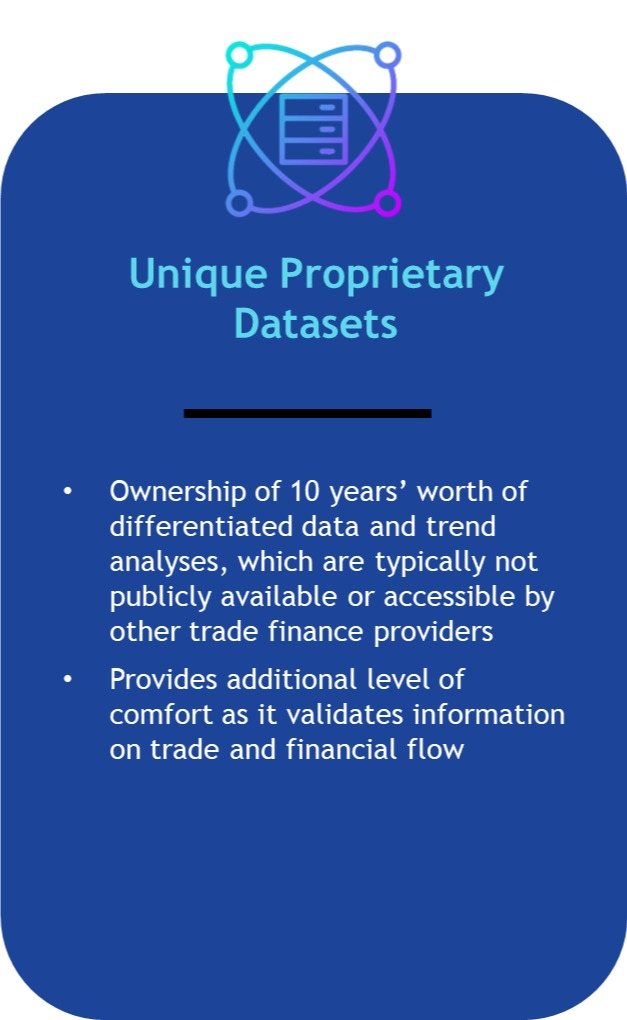 Unique Proprietary
Datasets
• Ownership of 10 years’ worth of
differentiated data and trend
analyses, which are typically not
publicly available or accessible by
other trade finance providers
• Provides additional level of
comfort as it validates information
on trade and financial flow